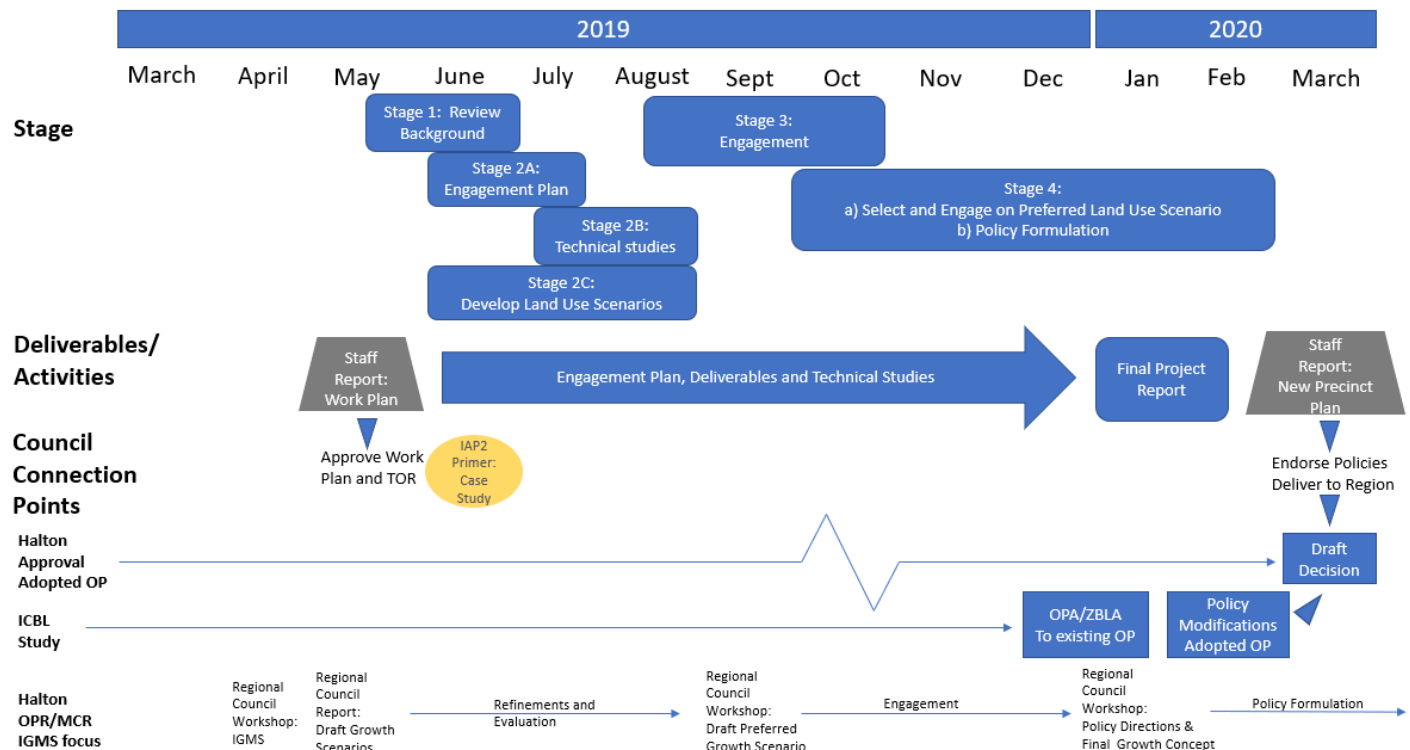 2019
2020
March
April
May
June
July
August
Sept
Oct
Nov
Dec
Jan
Feb
March
Stage
Stage 1: Review
Background
Stage 2A:
Engagement Plan
Stage 2B:
Technical studies
Stage 2C:
Develop Land Use Scenarios
Stage 3:
Engagement
Stage 4:
a) Select and Engage on Preferred Land Use Scenario
b) Policy Formulation
Deliverables/
Activities
Staff
Report:
Work Plan
Engagement Plan, Deliverables and Technical Studies
Final Project
Report
Staff
Report:
New Precinct
Plan
Council
Connection
Points
Approve Work
Plan and TOR
IAP2
Primer:
Case
Study
Endorse Policies
Deliver to Region
Halton
Approval
Adopted OP
Draft
Decision
ICBL
Study
OPA/ZBLA
To existing OP
Policy
Modifications
Adopted OP
Halton
OPR/MCR
IGMS focus
Regional
Council
Workshop:
IGMS
Regional
Council
Report:
Draft Growth
Scenarios
Refinements and
Evaluation
Regional
Council
Workshop:
Draft Preferred
Growth Scenario
Engagement
Regional
Council
Workshop:
Policy Directions &
Final Growth Concept
Policy Formulation